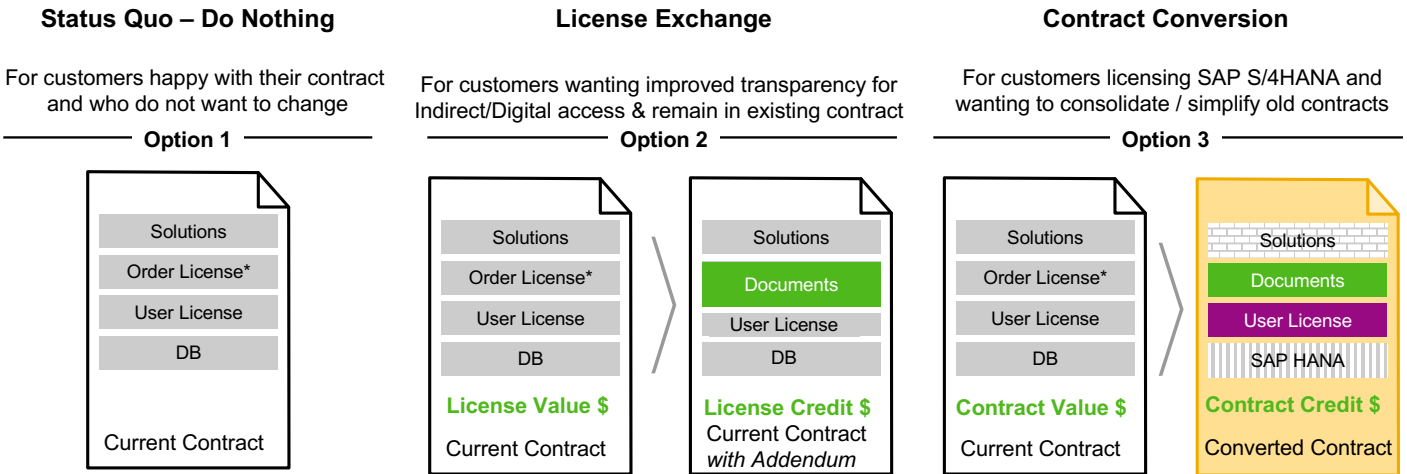 Status Quo – Do Nothing
For customers happy with their contract
and who do not want to change
Option 1
Solutions
Order License*
User License
DB
Current Contract
License Exchange
For customers wanting improved transparency for
Indirect/Digital access & remain in existing contract
Option 2
Solutions
Order License*
User License
DB
License Value $
Current Contract
Solutions
Documents
User License
DB
License Credit $
Current Contract
with Addendum
Contract Conversion
For customers licensing SAP S/4HANA and
wanting to consolidate / simplify old contracts
Option 3
Solutions
Order License*
User License
DB
Contract Value $
Current Contract
Solutions
Documents
User License
SAP HANA
Contract Credit $
Converted Contract